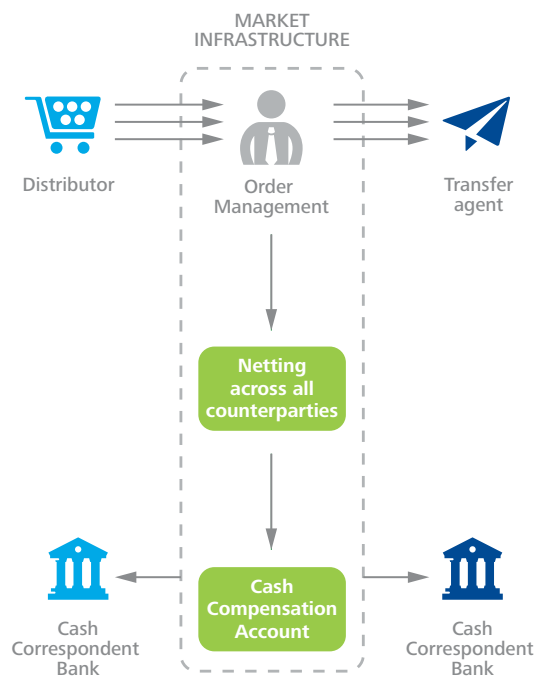 MARKET
INFRASTRUCTURE
Distributor
Order
Management
Transfer
agent
Netting
across all
counterparties
Cash
Correspondent
Bank
Cash
Compensation
Account
Cash
Correspondent
Bank